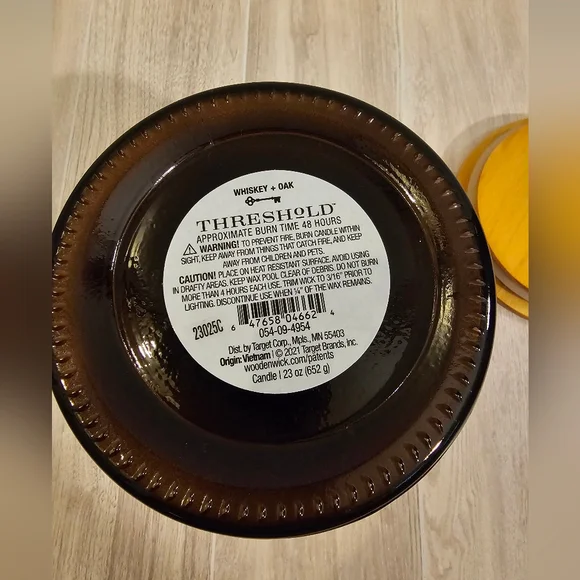 WHISKEY + OAK
THRESHOLD™
APPROXIMATE BURN TIME 48 HOURS
⚠ WARNING! TO PREVENT FIRE, BURN CANDLE WITHIN
SIGHT, KEEP AWAY FROM THINGS THAT CATCH FIRE, AND KEEP
AWAY FROM CHILDREN AND PETS.
CAUTION! PLACE ON HEAT RESISTANT SURFACE. AVOID USING
IN DRAFTY AREAS. KEEP WAX POOL CLEAR OF DEBRIS. DO NOT BURN
MORE THAN 4 HOURS EACH USE. TRIM WICK TO 3/16" PRIOR TO
LIGHTING. DISCONTINUE USE WHEN ¼" OF THE WAX REMAINS.
23025C
6 47658 04662 4
054-09-4954
Dist. by Target Corp., Mpls., MN 55403
Origin: Vietnam | © 2021 Target Brands, Inc.
woodenwick.com/patents
Candle | 23 oz (652 g)